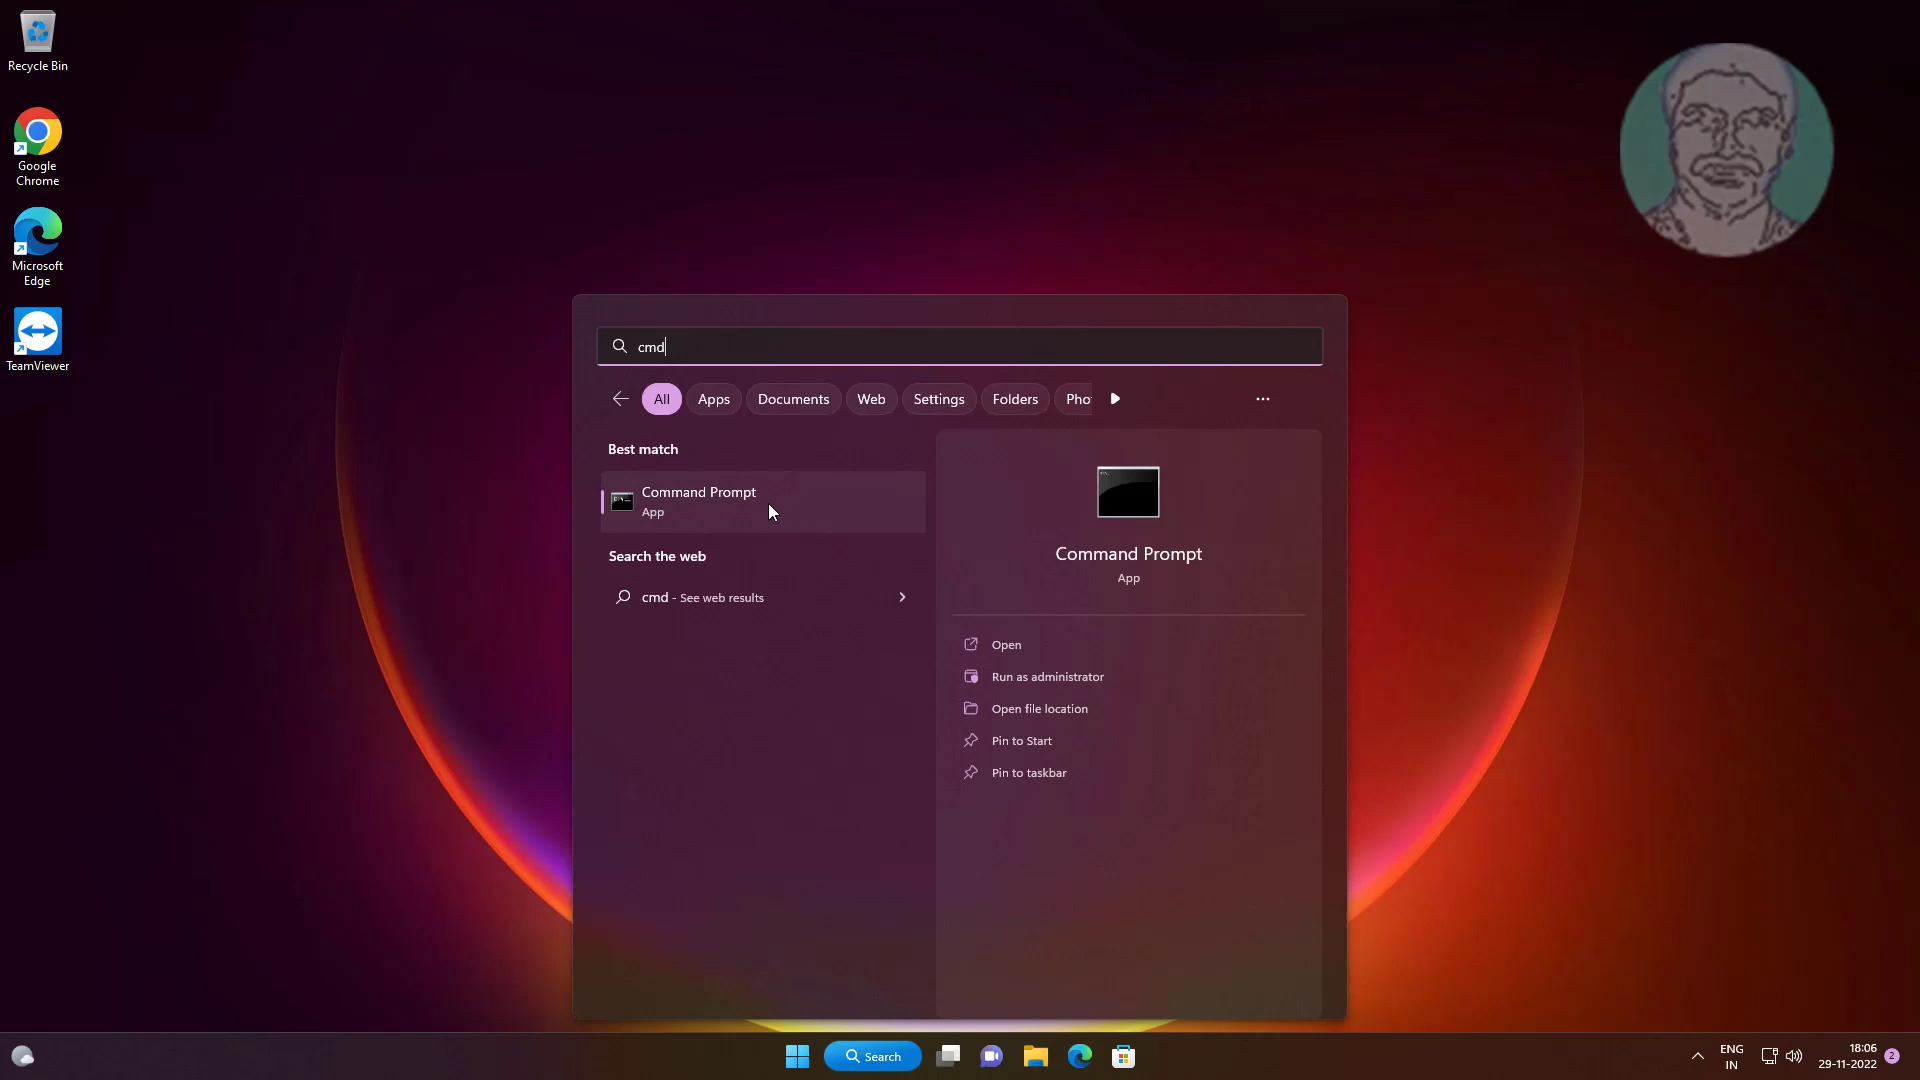 Recycle Bin
Google
Chrome
Microsoft
Edge
TeamViewer
cmd
All
Apps
Documents
Web
Settings
Folders
Pho
Best match
Command Prompt
App
Search the web
cmd - See web results
Command Prompt
App
Open
Run as administrator
Open file location
Pin to Start
Pin to taskbar
Search
ENG
IN
18:06
29-11-2022
2